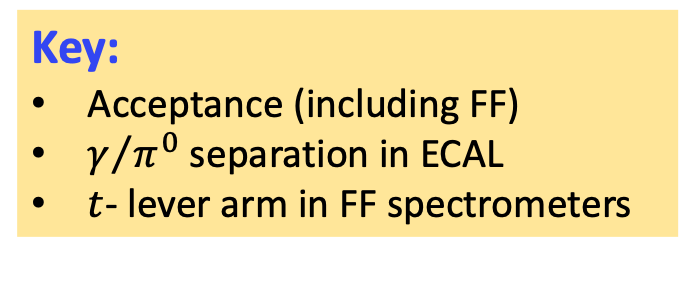 Key:
• Acceptance (including FF)
• γ/π⁰ separation in ECAL
• t- lever arm in FF spectrometers